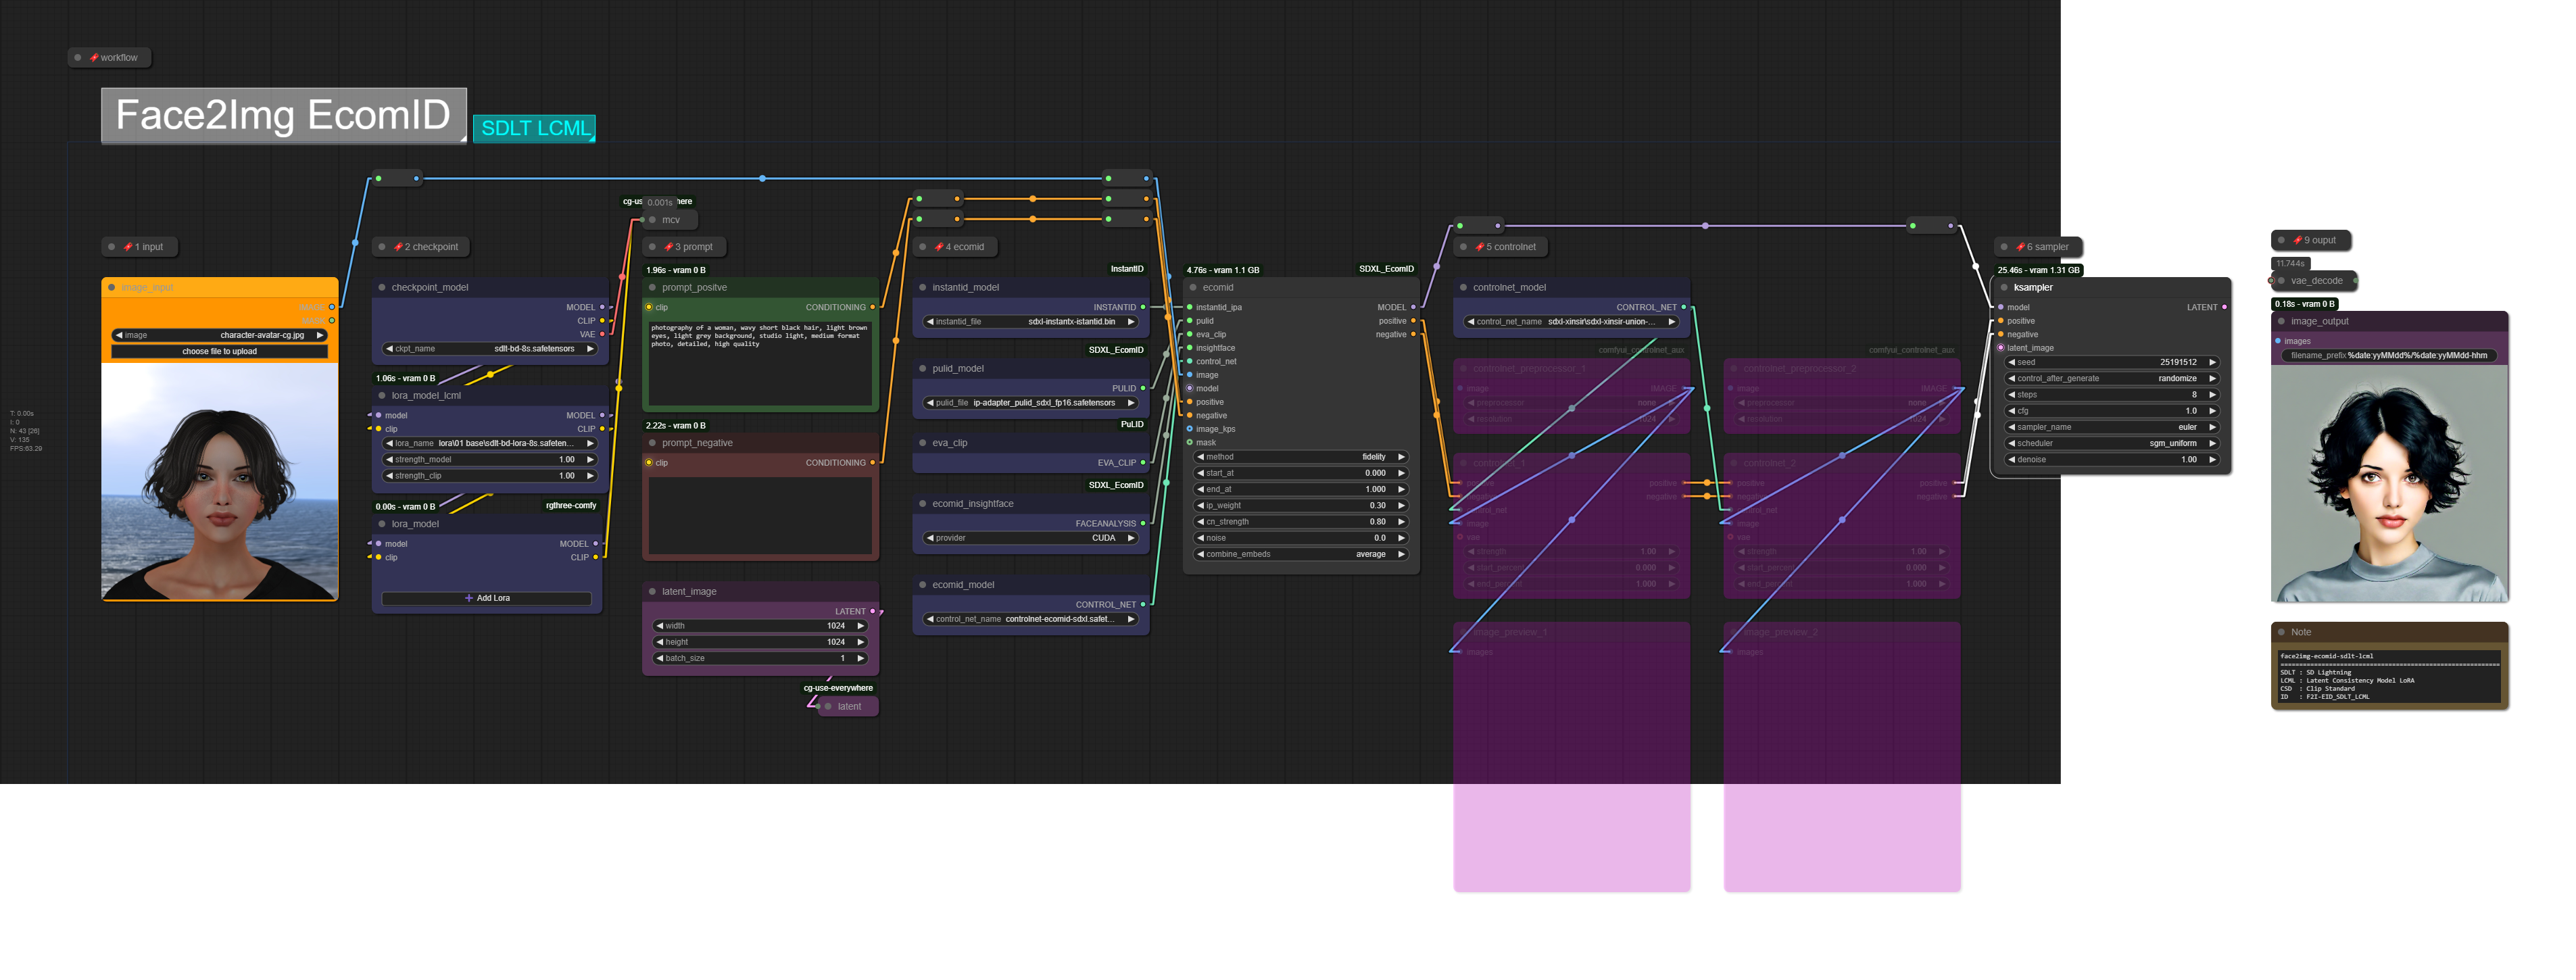 workflow
Face2Img EcomID
SDLT LCML
1 input
image_input
IMAGE
MASK
image character-avatar-cg.jpg
choose file to upload
T: 0.00s
I: 0
N: 43 [26]
V: 135
FPS:63.29
2 checkpoint
checkpoint_model
MODEL
CLIP
VAE
ckpt_name sdlt-bd-8s.safetensors
1.06s - vram 0 B
lora_model_lcml
model MODEL
clip CLIP
lora_name lora\01 base\sdlt-bd-lora-8s.safeten...
strength_model 1.00
strength_clip 1.00
0.00s - vram 0 B
rgthree-comfy
lora_model
model MODEL
clip CLIP
Add Lora
0.001s
mcv
3 prompt
1.96s - vram 0 B
prompt_positve
clip CONDITIONING
photography of a woman, wavy short black hair, light brown
eyes, light grey background, studio light, medium format
photo, detailed, high quality
2.22s - vram 0 B
prompt_negative
clip CONDITIONING
latent_image
LATENT
width 1024
height 1024
batch_size 1
cg-use-everywhere
latent
4 ecomid
InstantID
instantid_model
INSTANTID
instantid_file sdxl-instantx-istantid.bin
SDXL_EcomID
pulid_model
PULID
pulid_file ip-adapter_pulid_sdxl_fp16.safetensors
PuLID
eva_clip
EVA_CLIP
SDXL_EcomID
ecomid_insightface
FACEANALYSIS
provider CUDA
ecomid_model
CONTROL_NET
control_net_name controlnet-ecomid-sdxl.safet...
4.76s - vram 1.1 GB
SDXL_EcomID
ecomid
instantid_ipa MODEL
pulid positive
eva_clip negative
insightface
control_net
image
model
positive
negative
image_kps
mask
method fidelity
start_at 0.000
end_at 1.000
ip_weight 0.30
cn_strength 0.80
noise 0.0
combine_embeds average
5 controlnet
controlnet_model
CONTROL_NET
control_net_name sdxl-xinsir\sdxl-xinsir-union-...
comfyui_controlnet_aux
controlnet_preprocessor_1
image IMAGE
preprocessor none
resolution 1024
controlnet_1
positive positive
negative negative
control_net
image
vae
strength 1.00
start_percent 0.000
end_percent 1.000
image_preview_1
images
comfyui_controlnet_aux
controlnet_preprocessor_2
image IMAGE
preprocessor none
resolution 1024
controlnet_2
positive positive
negative negative
control_net
image
vae
strength 1.00
start_percent 0.000
end_percent 1.000
image_preview_2
images
6 sampler
25.46s - vram 1.31 GB
ksampler
model LATENT
positive
negative
latent_image
seed 25191512
control_after_generate randomize
steps 8
cfg 1.0
sampler_name euler
scheduler sgm_uniform
denoise 1.00
9 ouput
11.744s
vae_decode
0.18s - vram 0 B
image_output
images
filename_prefix %date:yyMMdd%/%date:yyMMdd-hhm
Note
face2img-ecomid-sdlt-lcml
SDLT : SD Lightning
LCML : Latent Consistency Model LoRA
CSD : Clip Standard
ID : F2I-EID_SDLT_LCML